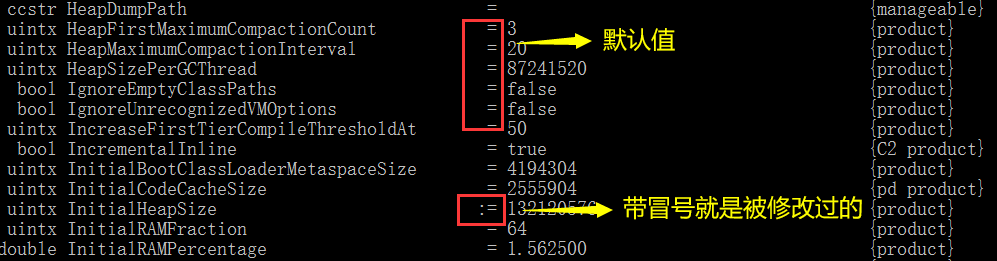 ccstr HeapDumpPath = {manageable}
uintx HeapFirstMaximumCompactionCount = 3 {product}
uintx HeapMaximumCompactionInterval = 20 {product}
默认值
uintx HeapSizePerGCThread = 87241520 {product}
bool IgnoreEmptyClassPaths = false {product}
bool IgnoreUnrecognizedVMOptions = false {product}
uintx IncreaseFirstTierCompileThresholdAt = 50 {product}
bool IncrementalInline = true {C2 product}
uintx InitialBootClassLoaderMetaspaceSize = 4194304 {product}
uintx InitialCodeCacheSize = 2555904 {pd product}
uintx InitialHeapSize := {product}
带冒号就是被修改过的
uintx InitialRAMFraction = 64 {product}
double InitialRAMPercentage = 1.562500 {product}